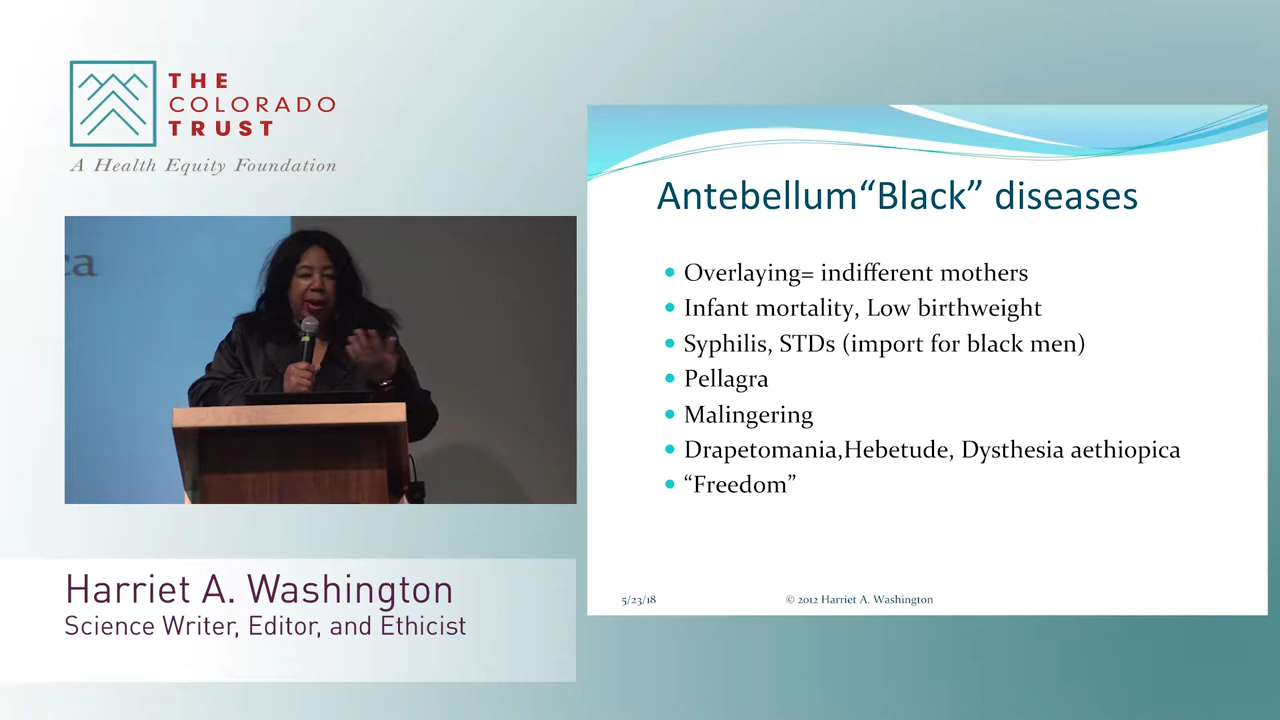 THE
COLORADO
TRUST
A Health Equity Foundation
ca
Harriet A. Washington
Science Writer, Editor, and Ethicist
Antebellum“Black” diseases
• Overlaying= indifferent mothers
• Infant mortality, Low birthweight
• Syphilis, STDs (import for black men)
• Pellagra
• Malingering
• Drapetomania,Hebetude, Dysthesia aethiopica
• “Freedom”
5/23/18
© 2012 Harriet A. Washington